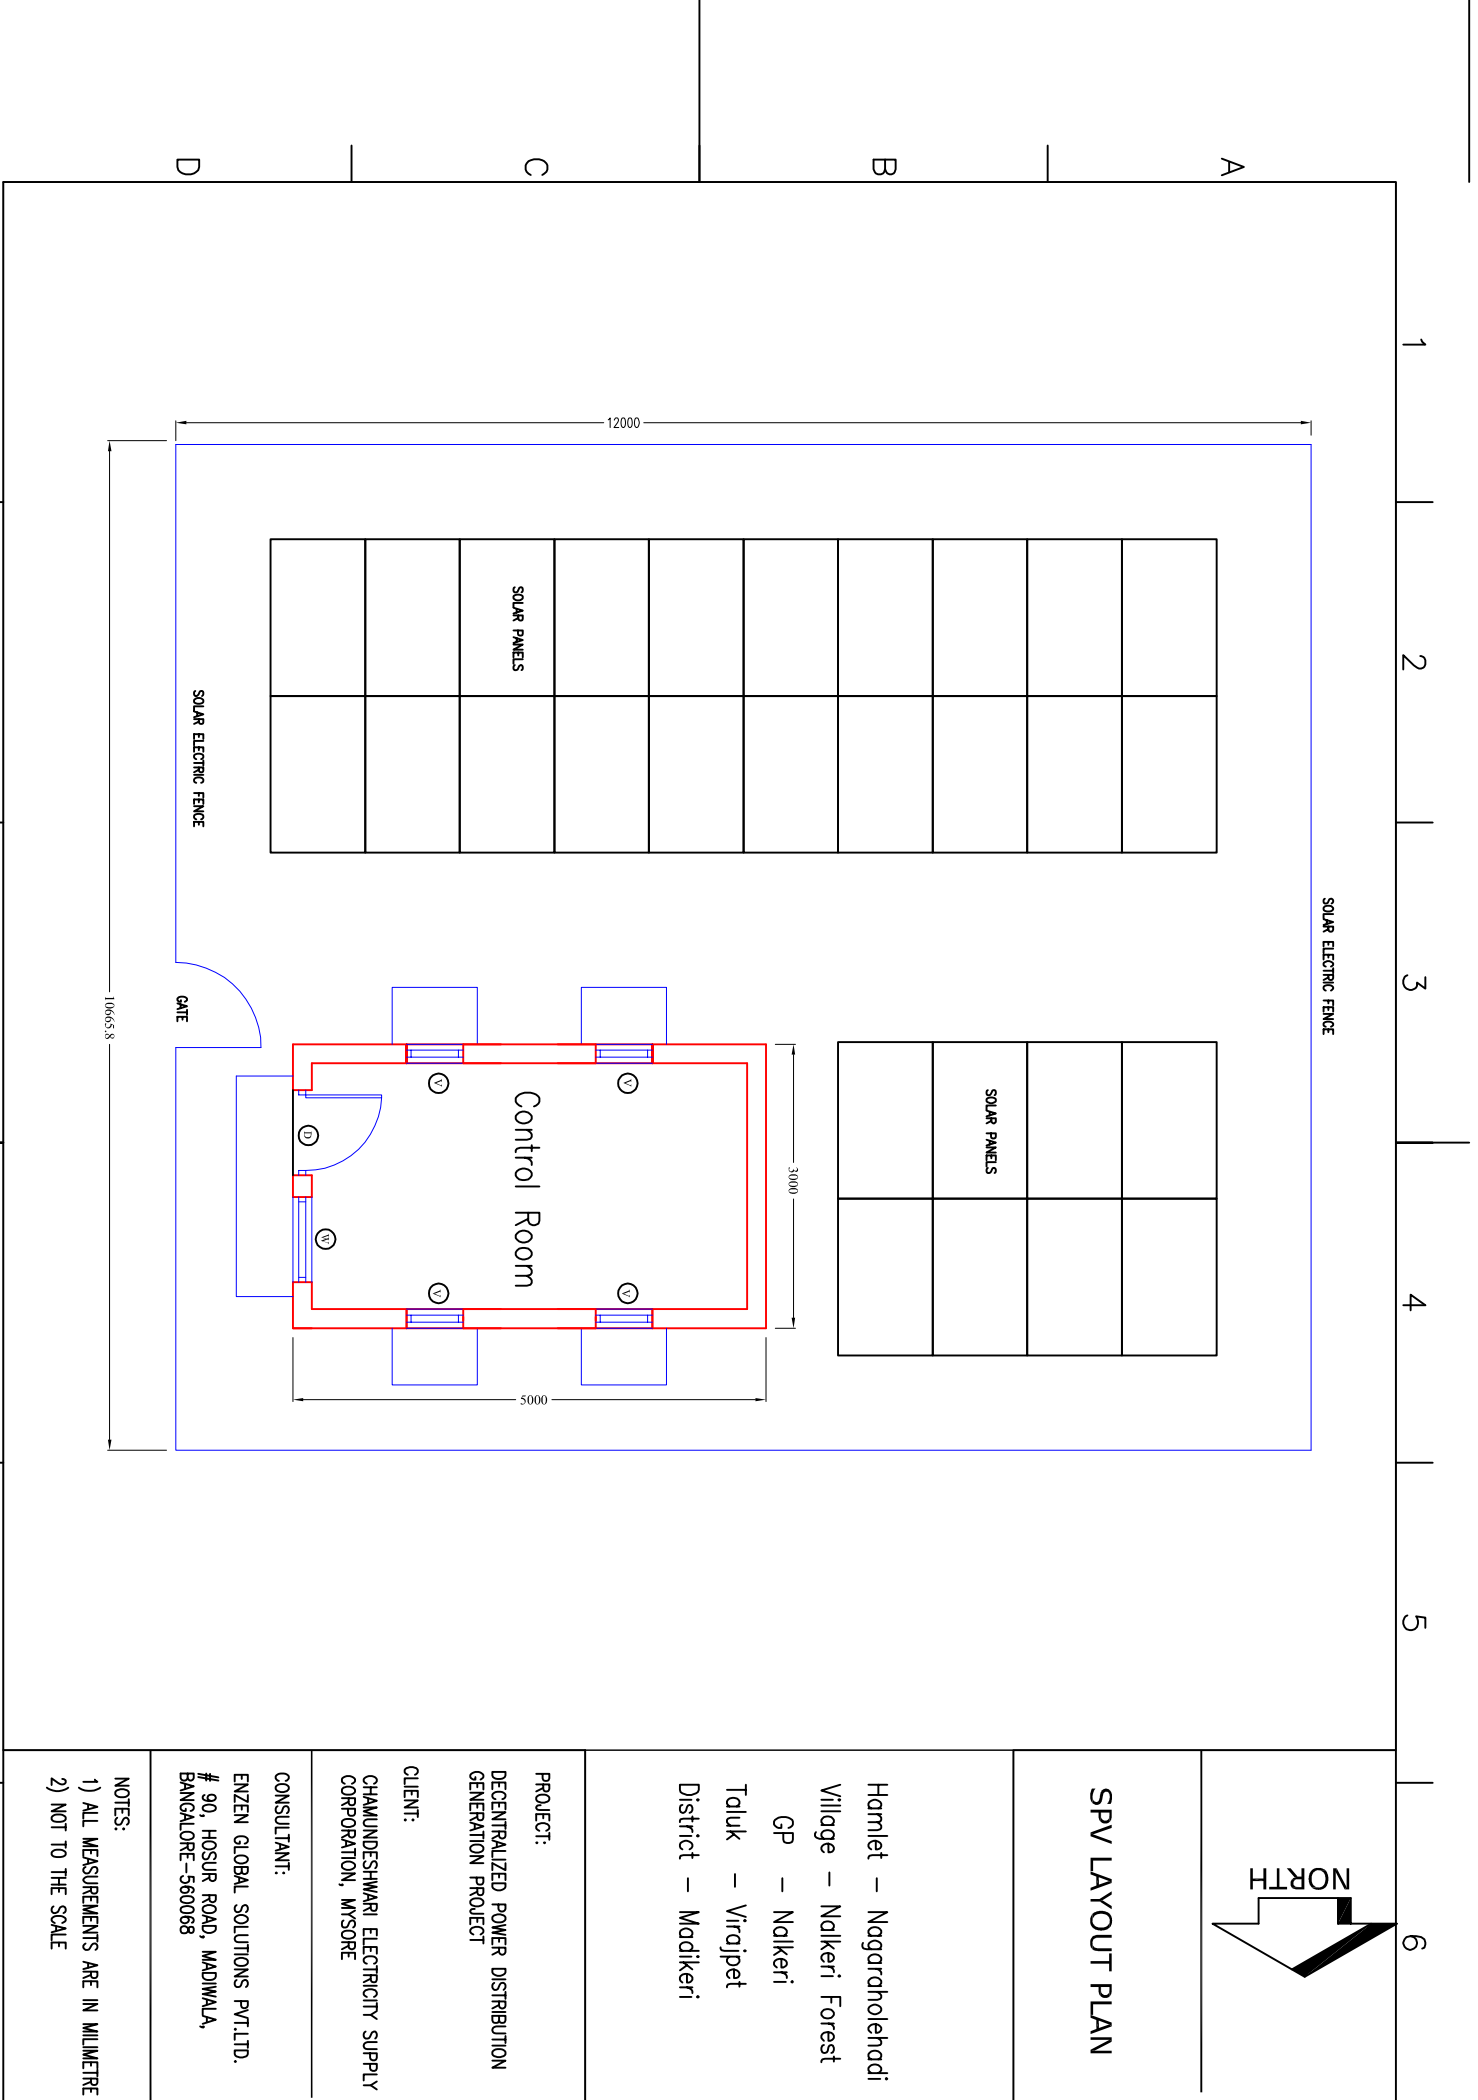 1
2
3
4
5
6
A
B
C
D
SOLAR ELECTRIC FENCE
12000
SOLAR PANELS
SOLAR PANELS
3000
V
V
Control Room
V
V
D
W
5000
SOLAR ELECTRIC FENCE
GATE
10665.8
NORTH
SPV LAYOUT PLAN
Hamlet - Nagaraholehadi
Village - Nalkeri Forest
GP - Nalkeri
Taluk - Virajpet
District - Madikeri
PROJECT:
DECENTRALIZED POWER DISTRIBUTION
GENERATION PROJECT
CLIENT:
CHAMUNDESHWARI ELECTRICITY SUPPLY
CORPORATION, MYSORE
CONSULTANT:
ENZEN GLOBAL SOLUTIONS PVT.LTD.
# 90, HOSUR ROAD, MADIWALA,
BANGALORE-560068
NOTES:
1) ALL MEASUREMENTS ARE IN MILIMETRE
2) NOT TO THE SCALE